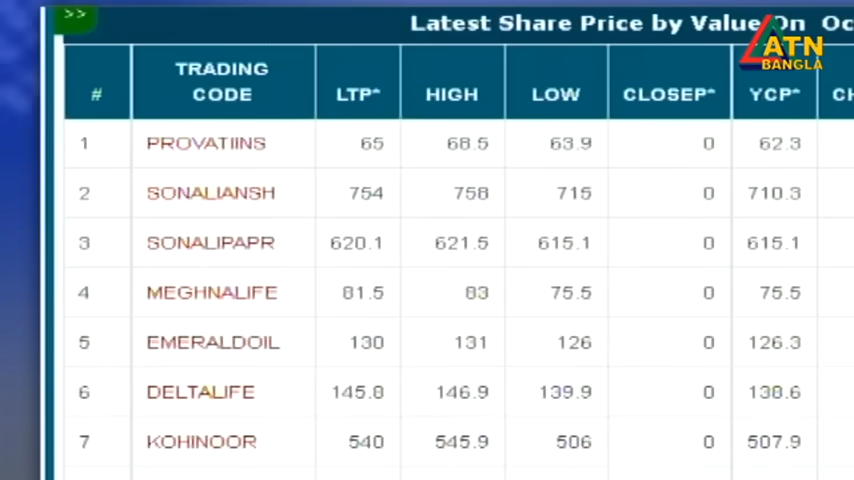 >>
Latest Share Price by Value On Oc
ATN
BANGLA
# TRADING CODE LTP* HIGH LOW CLOSEP* YCP* CH
1 PROVATIINS 65 68.5 63.9 0 62.3
2 SONALIANSH 754 758 715 0 710.3
3 SONALIPAPR 620.1 621.5 615.1 0 615.1
4 MEGHNALIFE 81.5 83 75.5 0 75.5
5 EMERALDOIL 130 131 126 0 126.3
6 DELTALIFE 145.8 146.9 139.9 0 138.6
7 KOHINOOR 540 545.9 506 0 507.9